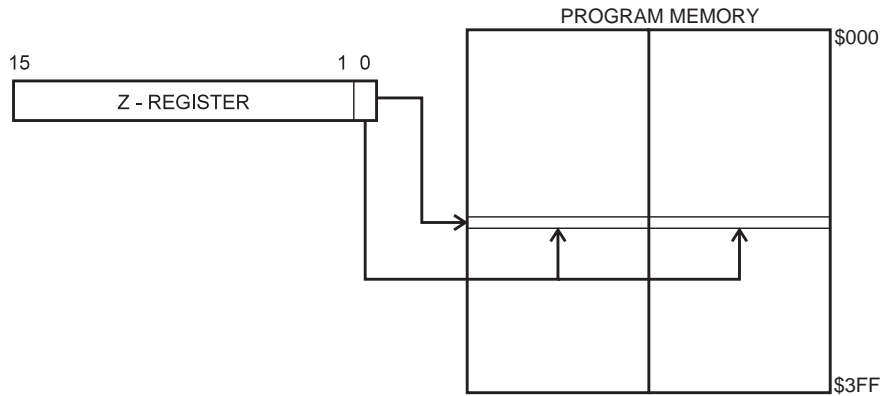 PROGRAM MEMORY
$000
15 1 0
Z - REGISTER
$3FF